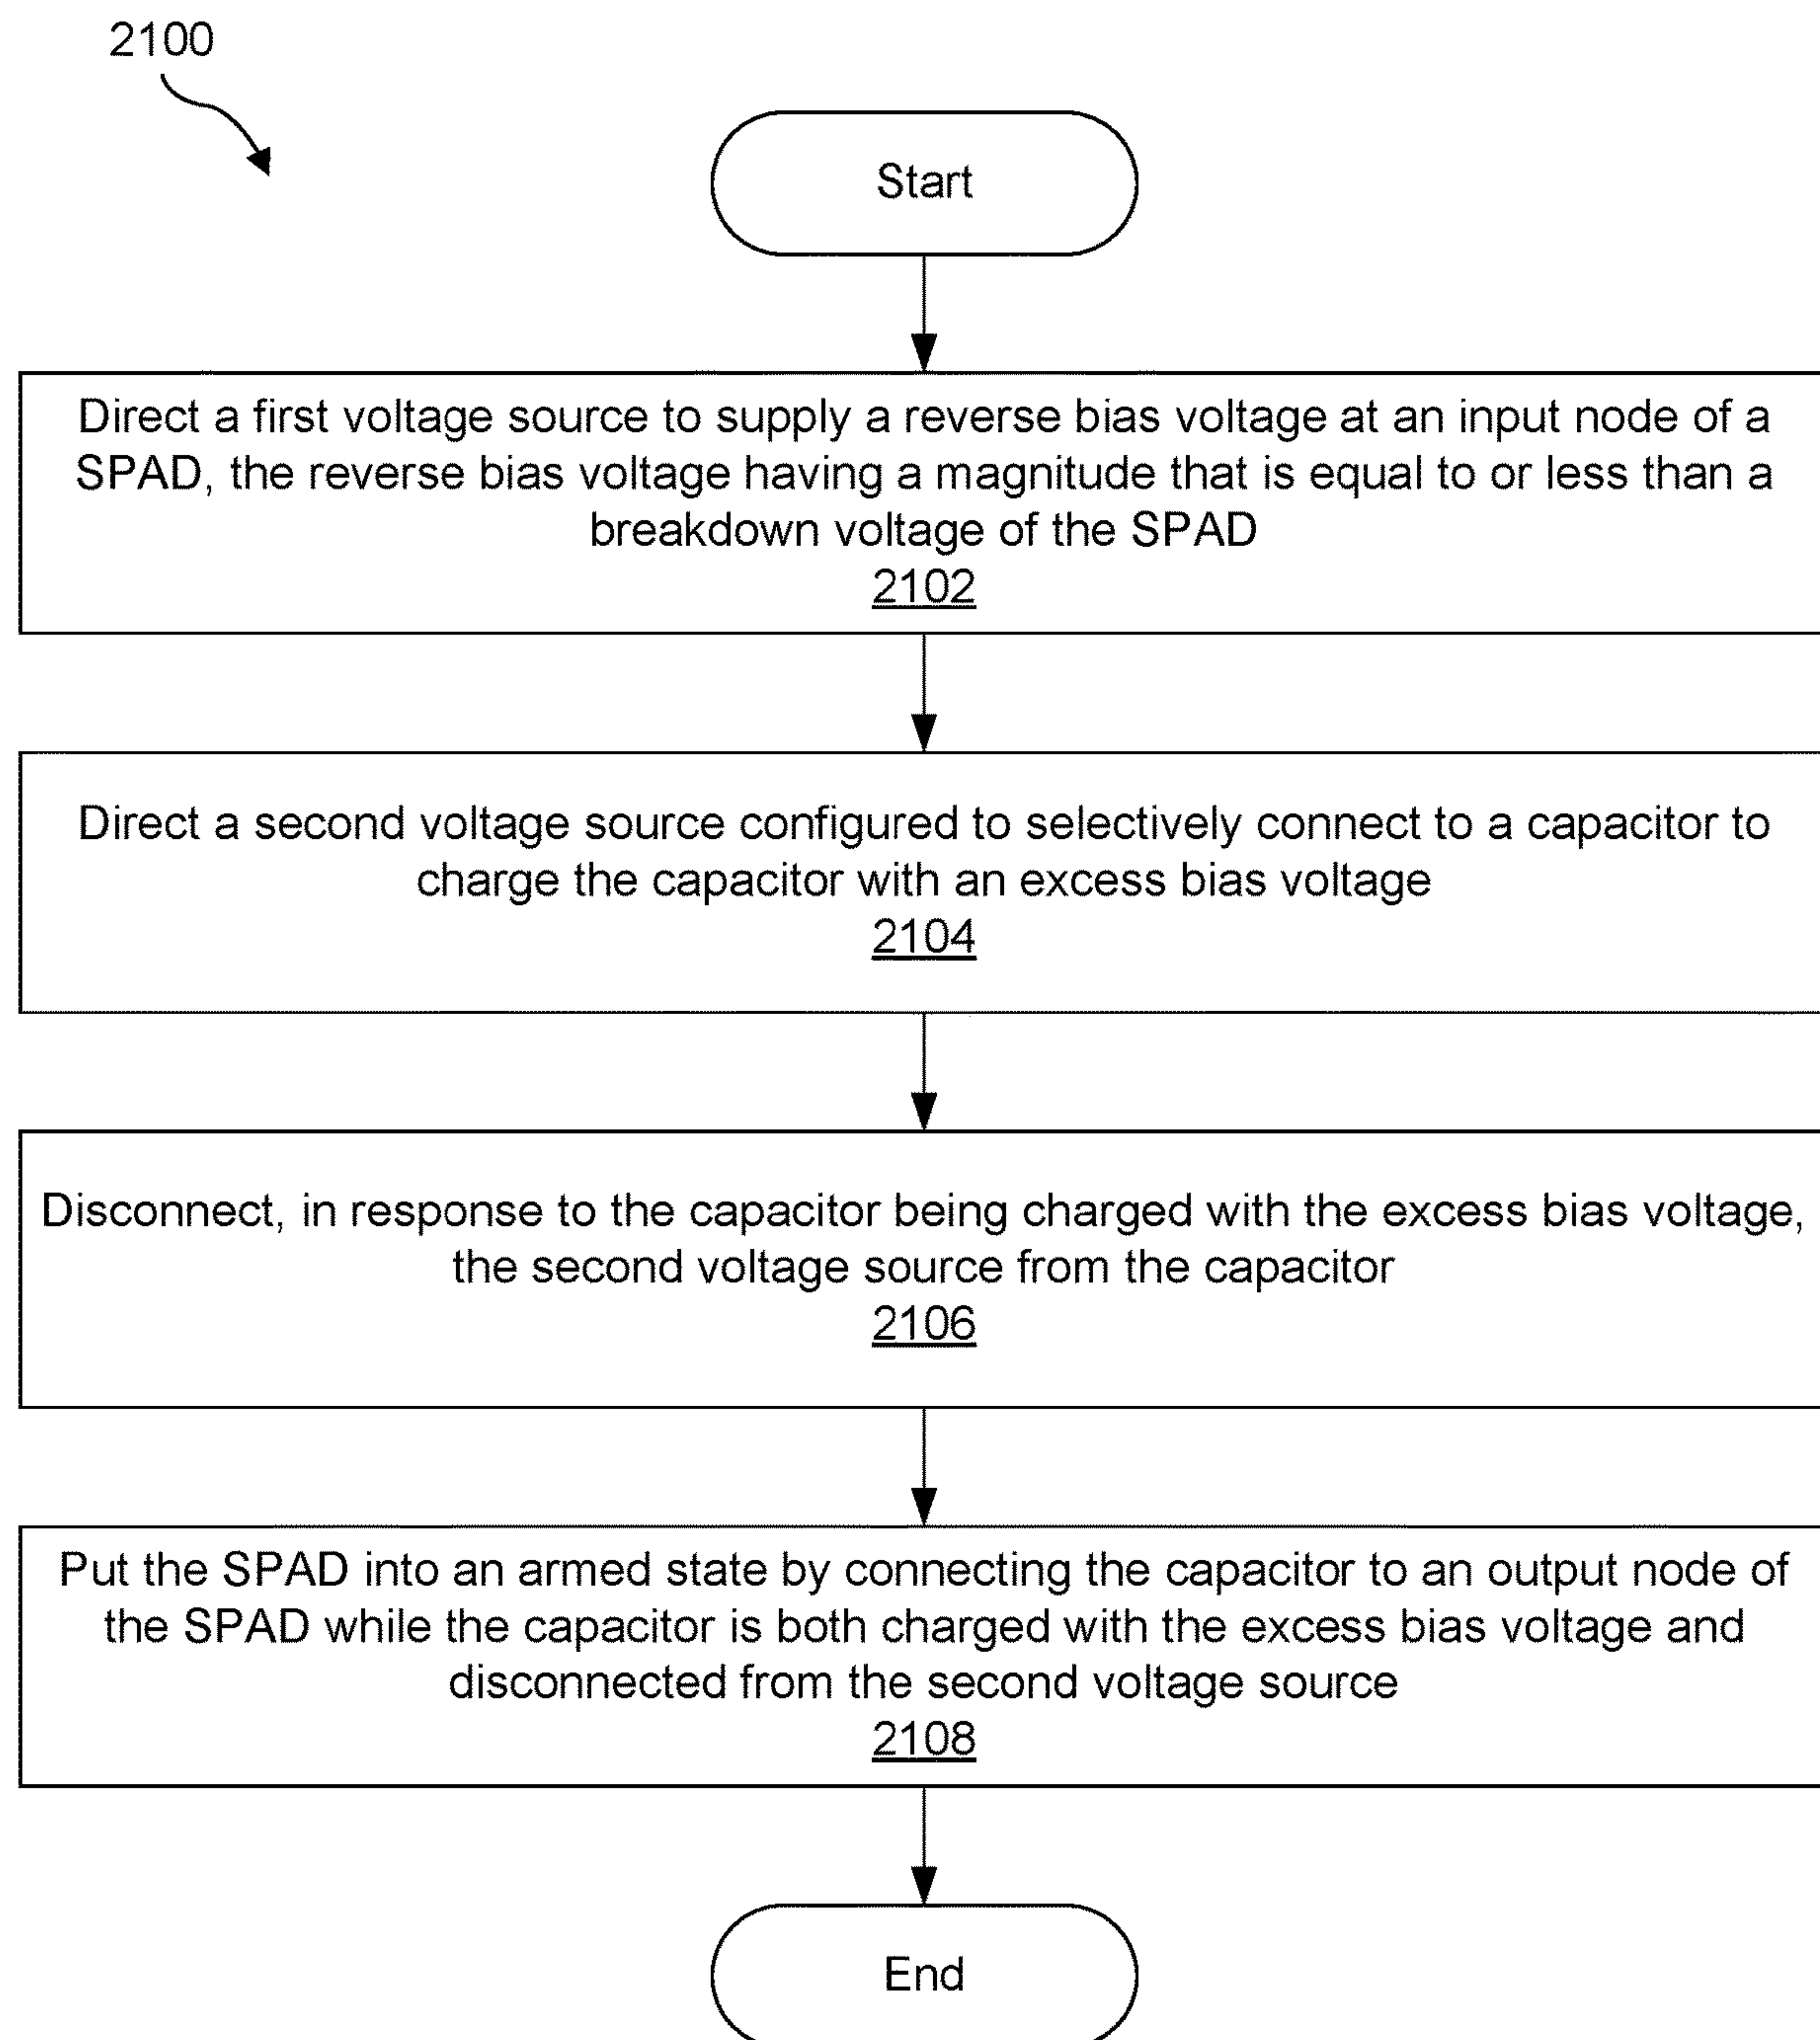 2100
Start
Direct a first voltage source to supply a reverse bias voltage at an input node of a
SPAD, the reverse bias voltage having a magnitude that is equal to or less than a
breakdown voltage of the SPAD
2102
Direct a second voltage source configured to selectively connect to a capacitor to
charge the capacitor with an excess bias voltage
2104
Disconnect, in response to the capacitor being charged with the excess bias voltage,
the second voltage source from the capacitor
2106
Put the SPAD into an armed state by connecting the capacitor to an output node of
the SPAD while the capacitor is both charged with the excess bias voltage and
disconnected from the second voltage source
2108
End